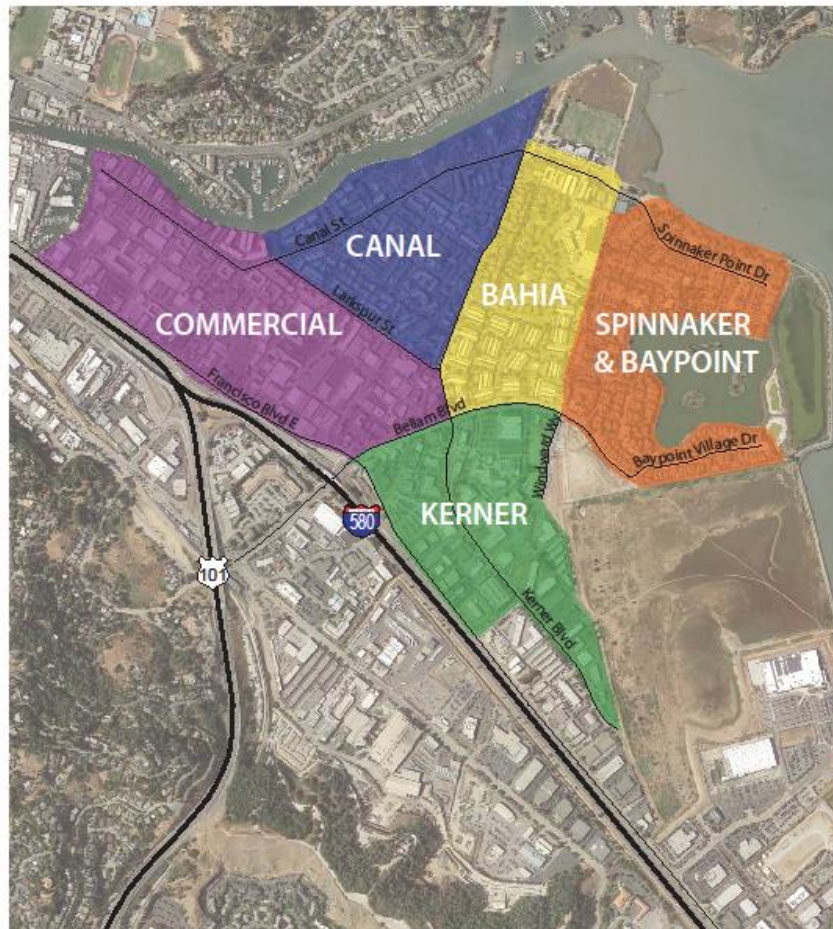 Canal St
CANAL
Spinnaker Point Dr
BAHIA
Larkspur St
COMMERCIAL
SPINNAKER
& BAYPOINT
Francisco Blvd E
Bellam Blvd
Windward W
Baypoint Village Dr
KERNER
580
101
Kerner Blvd